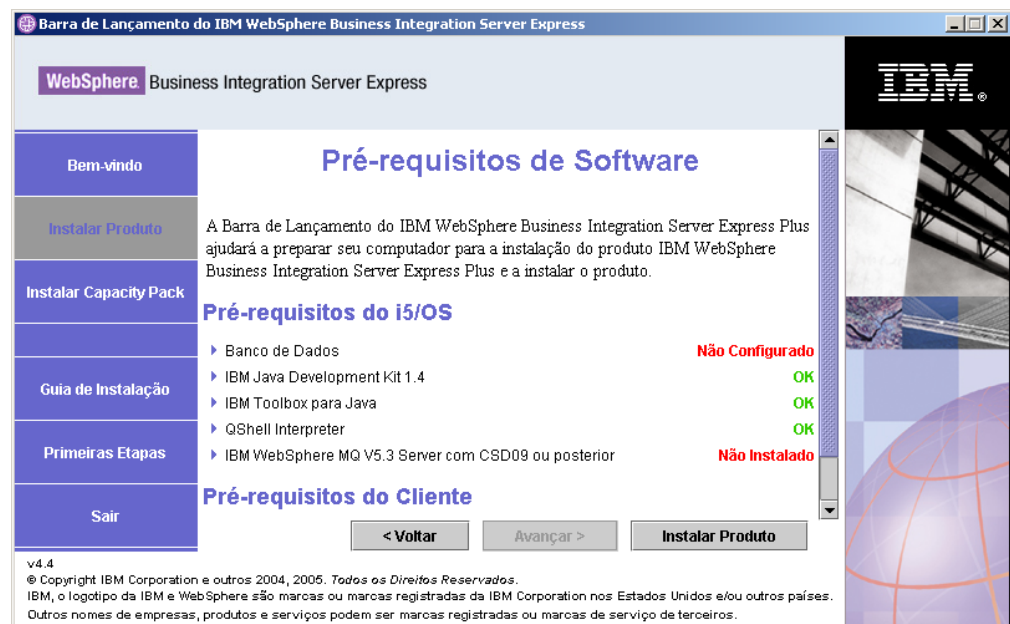 Barra de Lançamento do IBM WebSphere Business Integration Server Express
WebSphere. Business Integration Server Express
IBM®
Bem-vindo
Instalar Produto
Instalar Capacity Pack
Guia de Instalação
Primeiras Etapas
Sair
Pré-requisitos de Software
A Barra de Lançamento do IBM WebSphere Business Integration Server Express Plus
ajudará a preparar seu computador para a instalação do produto IBM WebSphere
Business Integration Server Express Plus e a instalar o produto.
Pré-requisitos do i5/OS
Banco de Dados Não Configurado
IBM Java Development Kit 1.4 OK
IBM Toolbox para Java OK
QShell Interpreter OK
IBM WebSphere MQ V5.3 Server com CSD09 ou posterior Não Instalado
Pré-requisitos do Cliente
< Voltar Avançar > Instalar Produto
v4.4
© Copyright IBM Corporation e outros 2004, 2005. Todos os Direitos Reservados.
IBM, o logotipo da IBM e WebSphere são marcas ou marcas registradas da IBM Corporation nos Estados Unidos e/ou outros países.
Outros nomes de empresas, produtos e serviços podem ser marcas registradas ou marcas de serviço de terceiros.